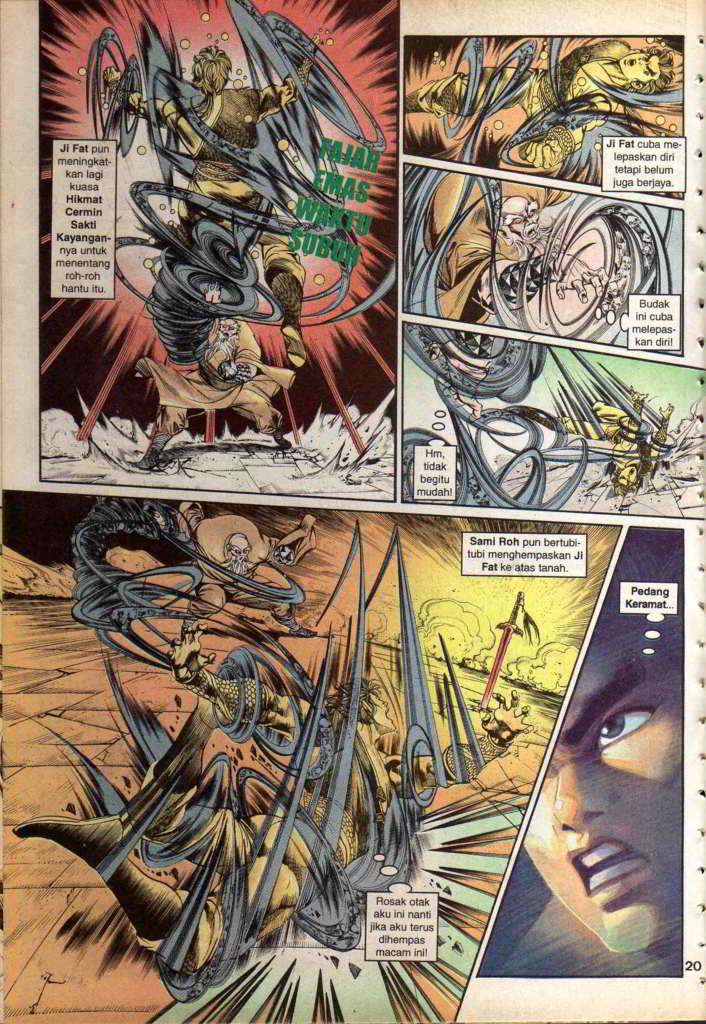 Ji Fat pun
meningkat-
kan lagi
kuasa
Hikmat
Cermin
Sakti
Kayangan-
nya untuk
menentang
roh-roh
hantu itu.
FAJAR
EMAS
WAKTU
SUBUH
Ji Fat cuba me-
lepaskan diri
tetapi belum
juga berjaya.
Budak
ini cuba
melepas-
kan diri!
Hm,
tidak
begitu
mudah!
Sami Roh pun bertubi-
tubi menghempaskan Ji
Fat ke atas tanah.
Rosak otak
aku ini nanti
jika aku terus
dihempas
macam ini!
Pedang
Keramat...
20